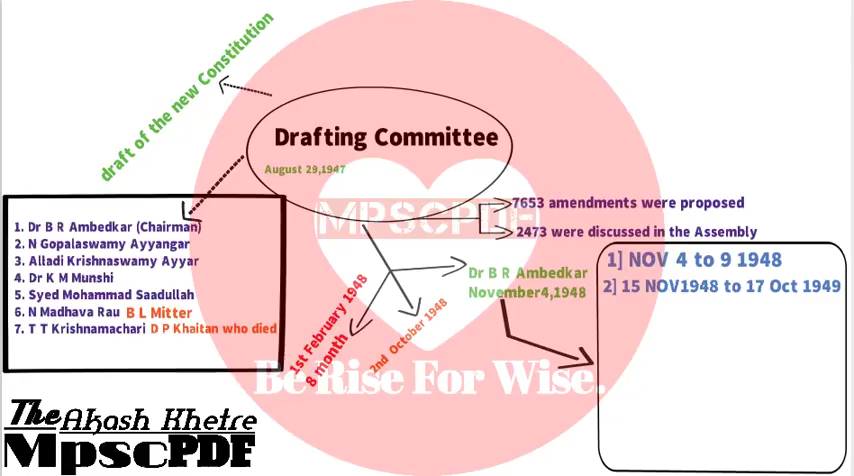 draft of the new Constitution
Drafting Committee
August 29,1947
MPSCPDF
7653 amendments were proposed
2473 were discussed in the Assembly
1. Dr B R Ambedkar (Chairman)
2. N Gopalaswamy Ayyangar
3. Alladi Krishnaswamy Ayyar
4. Dr K M Munshi
5. Syed Mohammad Saadullah
6. N Madhava Rau B L Mitter
7. T T Krishnamachari D P Khaitan who died
1st February 1948
8 month
2nd October 1948
Dr B R Ambedkar
November4,1948
1] NOV 4 to 9 1948
2] 15 NOV1948 to 17 Oct 1949
Be Rise For Wise.
The Akash Khetre
MpscPDF